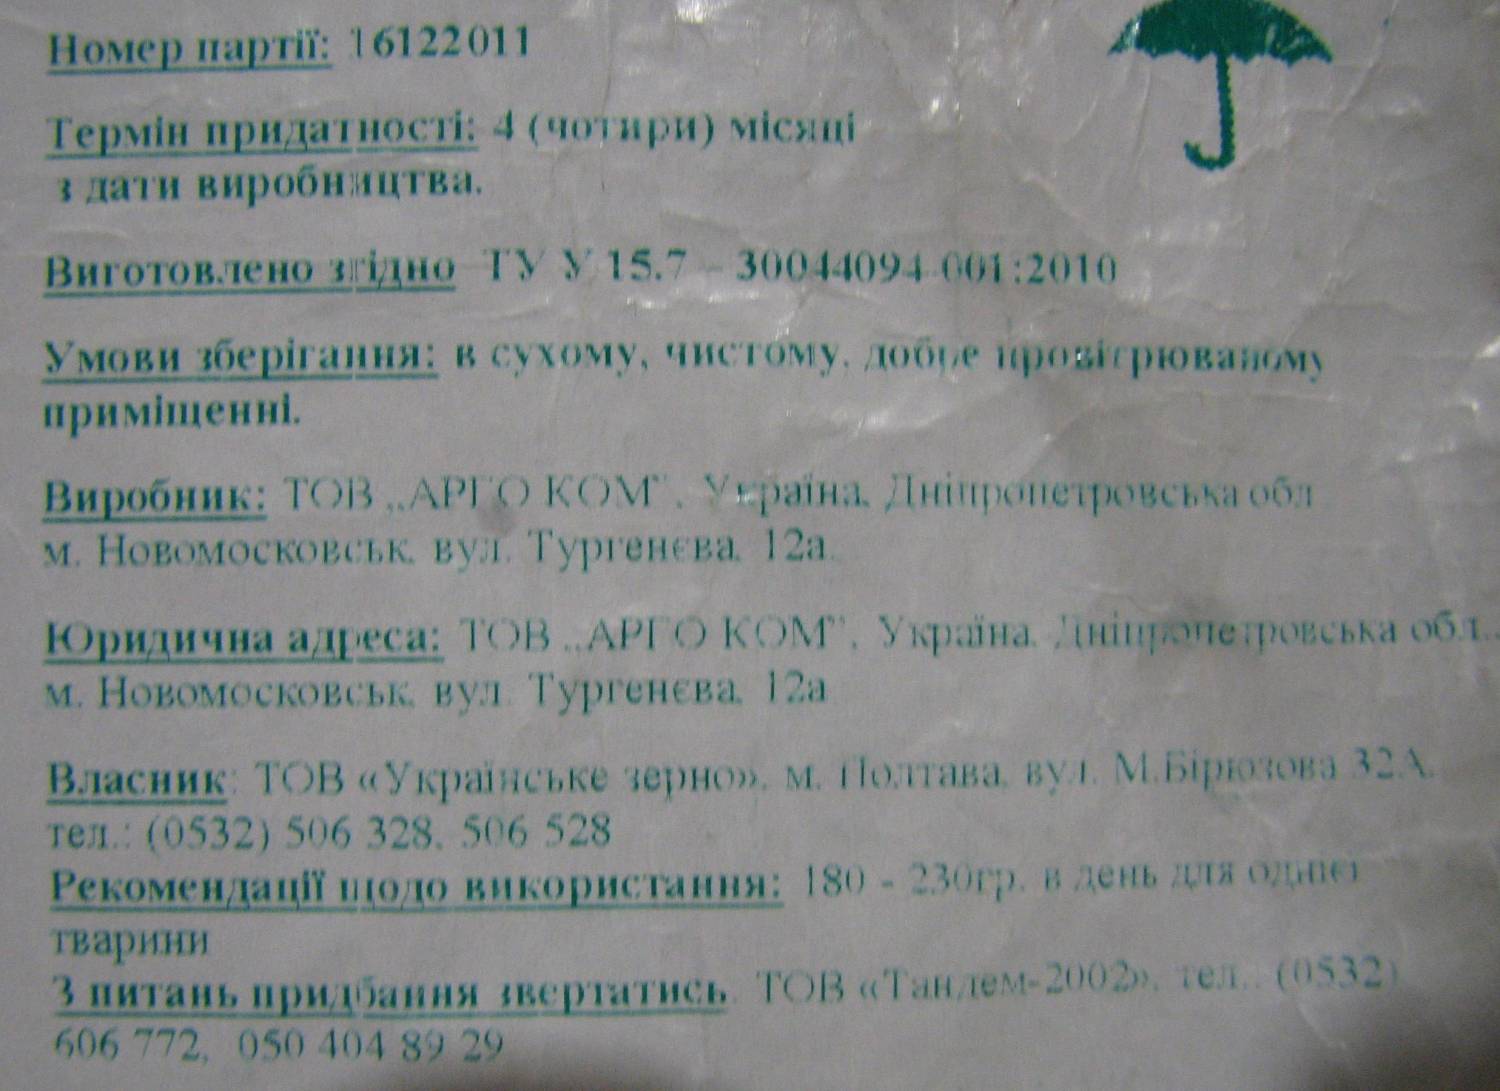 Номер партії: 16122011
Термін придатності: 4 (чотири) місяці
з дати виробництва.
Виготовлено згідно ТУ У 15.7 – 30044094-001:2010
Умови зберігання: в сухому, чистому, добре провітрюваному
приміщенні.
Виробник: ТОВ „АРГО КОМ”, Україна, Дніпропетровська обл
м. Новомосковськ, вул. Тургенєва, 12а.
Юридична адреса: ТОВ „АРГО КОМ”, Україна, Дніпропетровська обл.,
м. Новомосковськ, вул. Тургенєва, 12а
Власник: ТОВ «Українське зерно», м. Полтава, вул. М.Бірюзова 32А,
тел.: (0532) 506 328, 506 528
Рекомендації щодо використання: 180 - 230гр. в день для однієї
тварини
З питань придбання звертатись: ТОВ «Тандем-2002», тел.: (0532)
606 772, 050 404 89 29